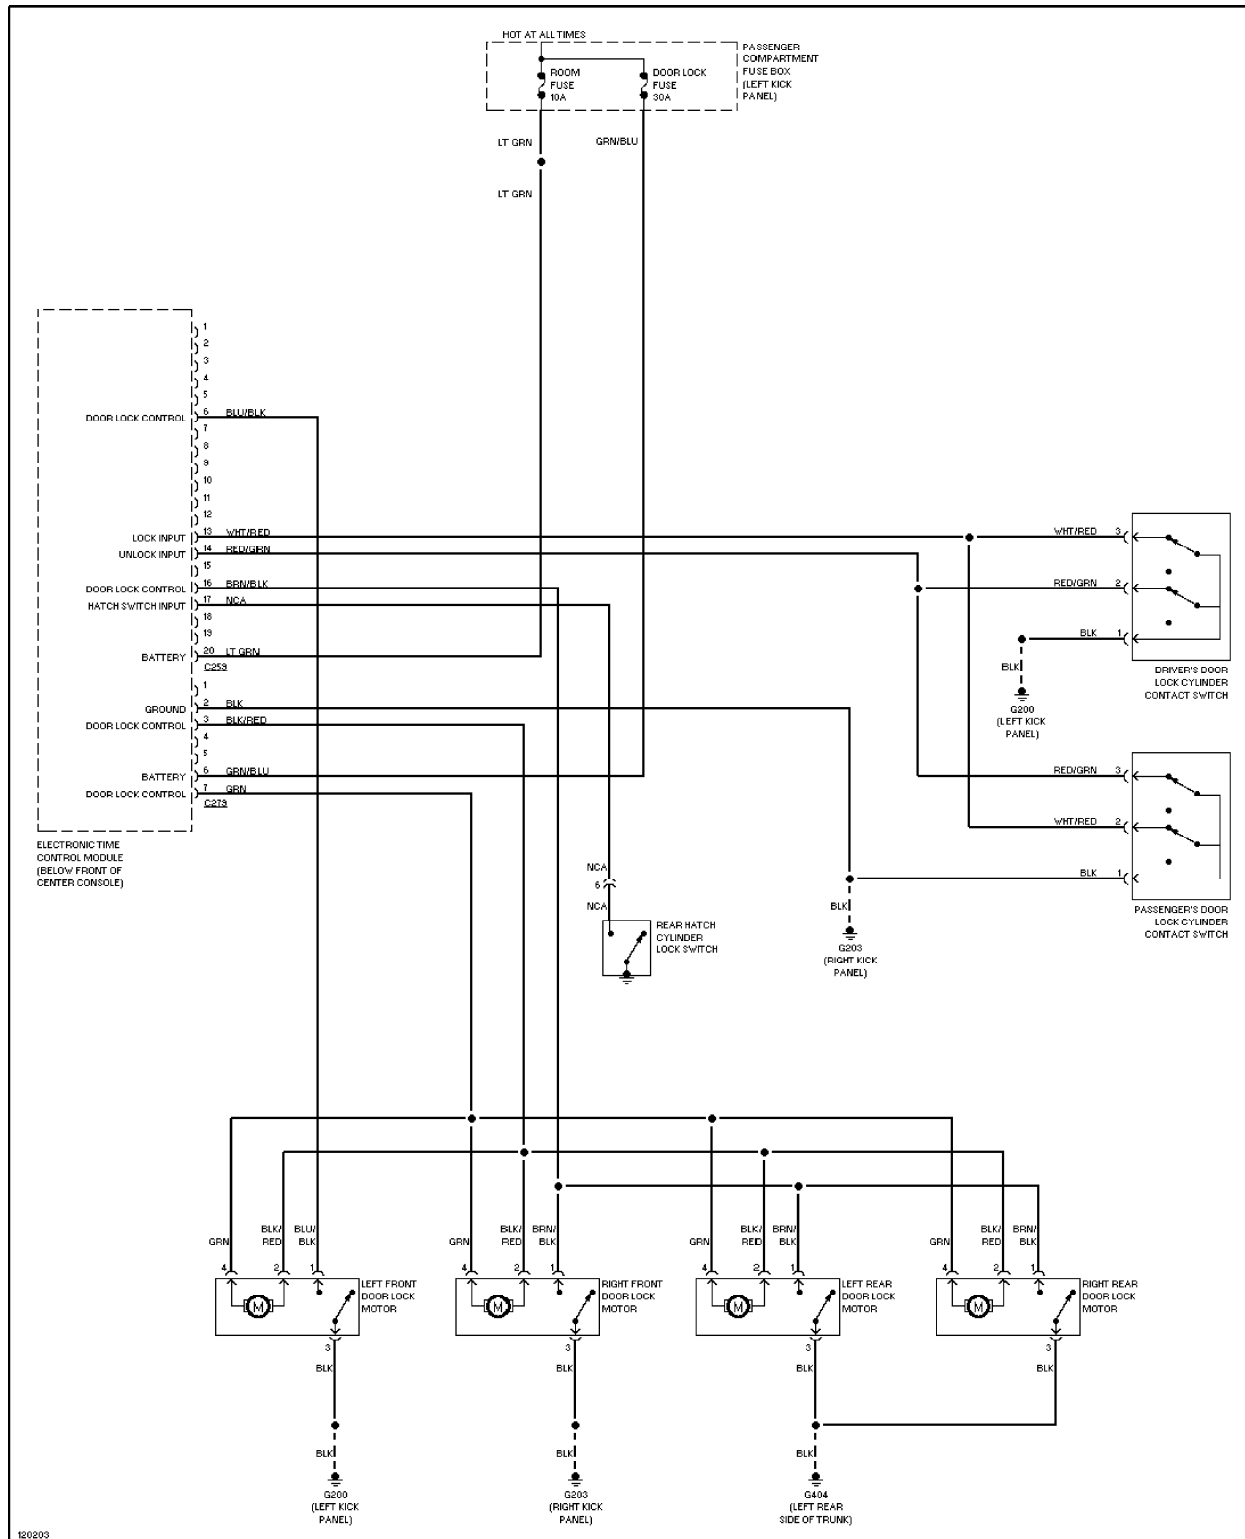 HOT AT ALL TIMES
ROOM
FUSE
10A
DOOR LOCK
FUSE
30A
PASSENGER
COMPARTMENT
FUSE BOX
(LEFT KICK
PANEL)
LT GRN
GRN/BLU
LT GRN
1
2
3
4
5
DOOR LOCK CONTROL 6 BLU/BLK
7
8
9
10
11
12
LOCK INPUT 13 WHT/RED
UNLOCK INPUT 14 RED/GRN
15
DOOR LOCK CONTROL 16 BRN/BLK
HATCH SWITCH INPUT 17 NCA
18
19
BATTERY 20 LT GRN
C259
1
GROUND 2 BLK
DOOR LOCK CONTROL 3 BLK/RED
4
5
BATTERY 6 GRN/BLU
DOOR LOCK CONTROL 7 GRN
C279
ELECTRONIC TIME
CONTROL MODULE
(BELOW FRONT OF
CENTER CONSOLE)
WHT/RED 3
RED/GRN 2
BLK 1
DRIVER'S DOOR
LOCK CYLINDER
CONTACT SWITCH
BLK
G200
(LEFT KICK
PANEL)
RED/GRN 3
WHT/RED 2
BLK 1
PASSENGER'S DOOR
LOCK CYLINDER
CONTACT SWITCH
NCA
6
NCA
REAR HATCH
CYLINDER
LOCK SWITCH
BLK
G203
(RIGHT KICK
PANEL)
GRN
BLK/
RED
BLU/
BLK
GRN
BLK/
RED
BRN/
BLK
GRN
BLK/
RED
BRN/
BLK
GRN
BLK/
RED
BRN/
BLK
4 2 1 4 2 1 4 2 1 4 2 1
M
LEFT FRONT
DOOR LOCK
MOTOR
M
RIGHT FRONT
DOOR LOCK
MOTOR
M
LEFT REAR
DOOR LOCK
MOTOR
M
RIGHT REAR
DOOR LOCK
MOTOR
3 3 3 3
BLK BLK BLK BLK
BLK BLK BLK
G200
(LEFT KICK
PANEL)
G203
(RIGHT KICK
PANEL)
G404
(LEFT REAR
SIDE OF TRUNK)
120203